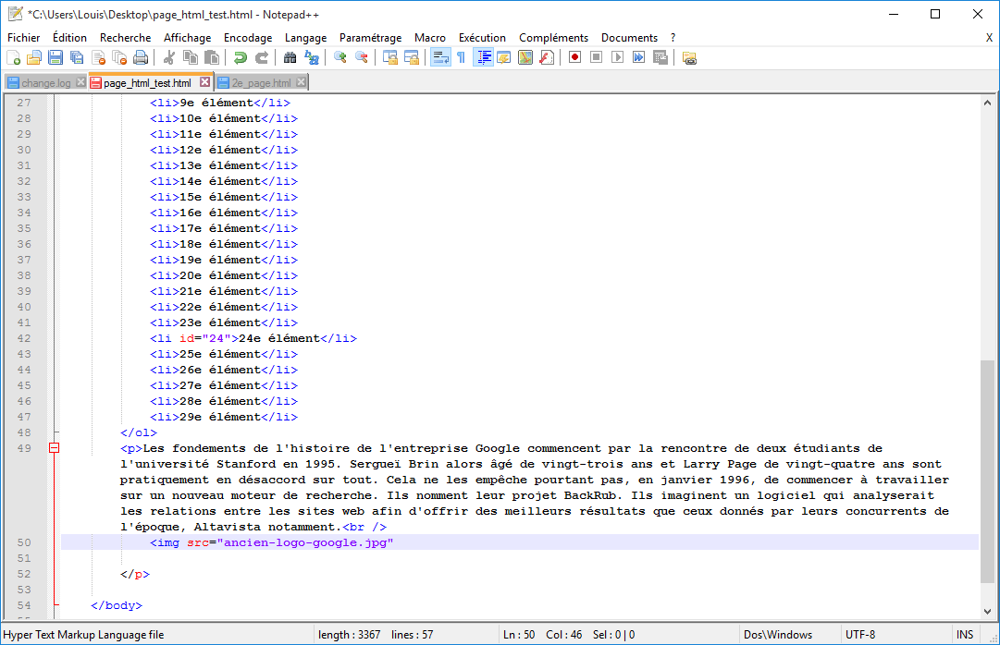 *C:\Users\Louis\Desktop\page_html_test.html - Notepad++
Fichier Édition Recherche Affichage Encodage Langage Paramétrage Macro Exécution Compléments Documents ? X
change.log page_html_test.html 2e_page.html
27 <li>9e élément</li>
28 <li>10e élément</li>
29 <li>11e élément</li>
30 <li>12e élément</li>
31 <li>13e élément</li>
32 <li>14e élément</li>
33 <li>15e élément</li>
34 <li>16e élément</li>
35 <li>17e élément</li>
36 <li>18e élément</li>
37 <li>19e élément</li>
38 <li>20e élément</li>
39 <li>21e élément</li>
40 <li>22e élément</li>
41 <li>23e élément</li>
42 <li id="24">24e élément</li>
43 <li>25e élément</li>
44 <li>26e élément</li>
45 <li>27e élément</li>
46 <li>28e élément</li>
47 <li>29e élément</li>
48 </ol>
49 <p>Les fondements de l'histoire de l'entreprise Google commencent par la rencontre de deux étudiants de
l'université Stanford en 1995. Sergueï Brin alors âgé de vingt-trois ans et Larry Page de vingt-quatre ans sont
pratiquement en désaccord sur tout. Cela ne les empêche pourtant pas, en janvier 1996, de commencer à travailler
sur un nouveau moteur de recherche. Ils nomment leur projet BackRub. Ils imaginent un logiciel qui analyserait
les relations entre les sites web afin d'offrir des meilleurs résultats que ceux donnés par leurs concurrents de
l'époque, Altavista notamment.<br />
50 <img src="ancien-logo-google.jpg"
51
52 </p>
53
54 </body>
Hyper Text Markup Language file length : 3367 lines : 57 Ln : 50 Col : 46 Sel : 0 | 0 Dos\Windows UTF-8 INS